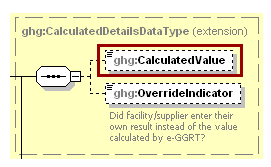 ghg:CalculatedDetailsDataType (extension)
ghg:CalculatedValue
ghg:OverrideIndicator
Did facility/supplier enter their
own result instead of the value
calculated by e-GGRT?